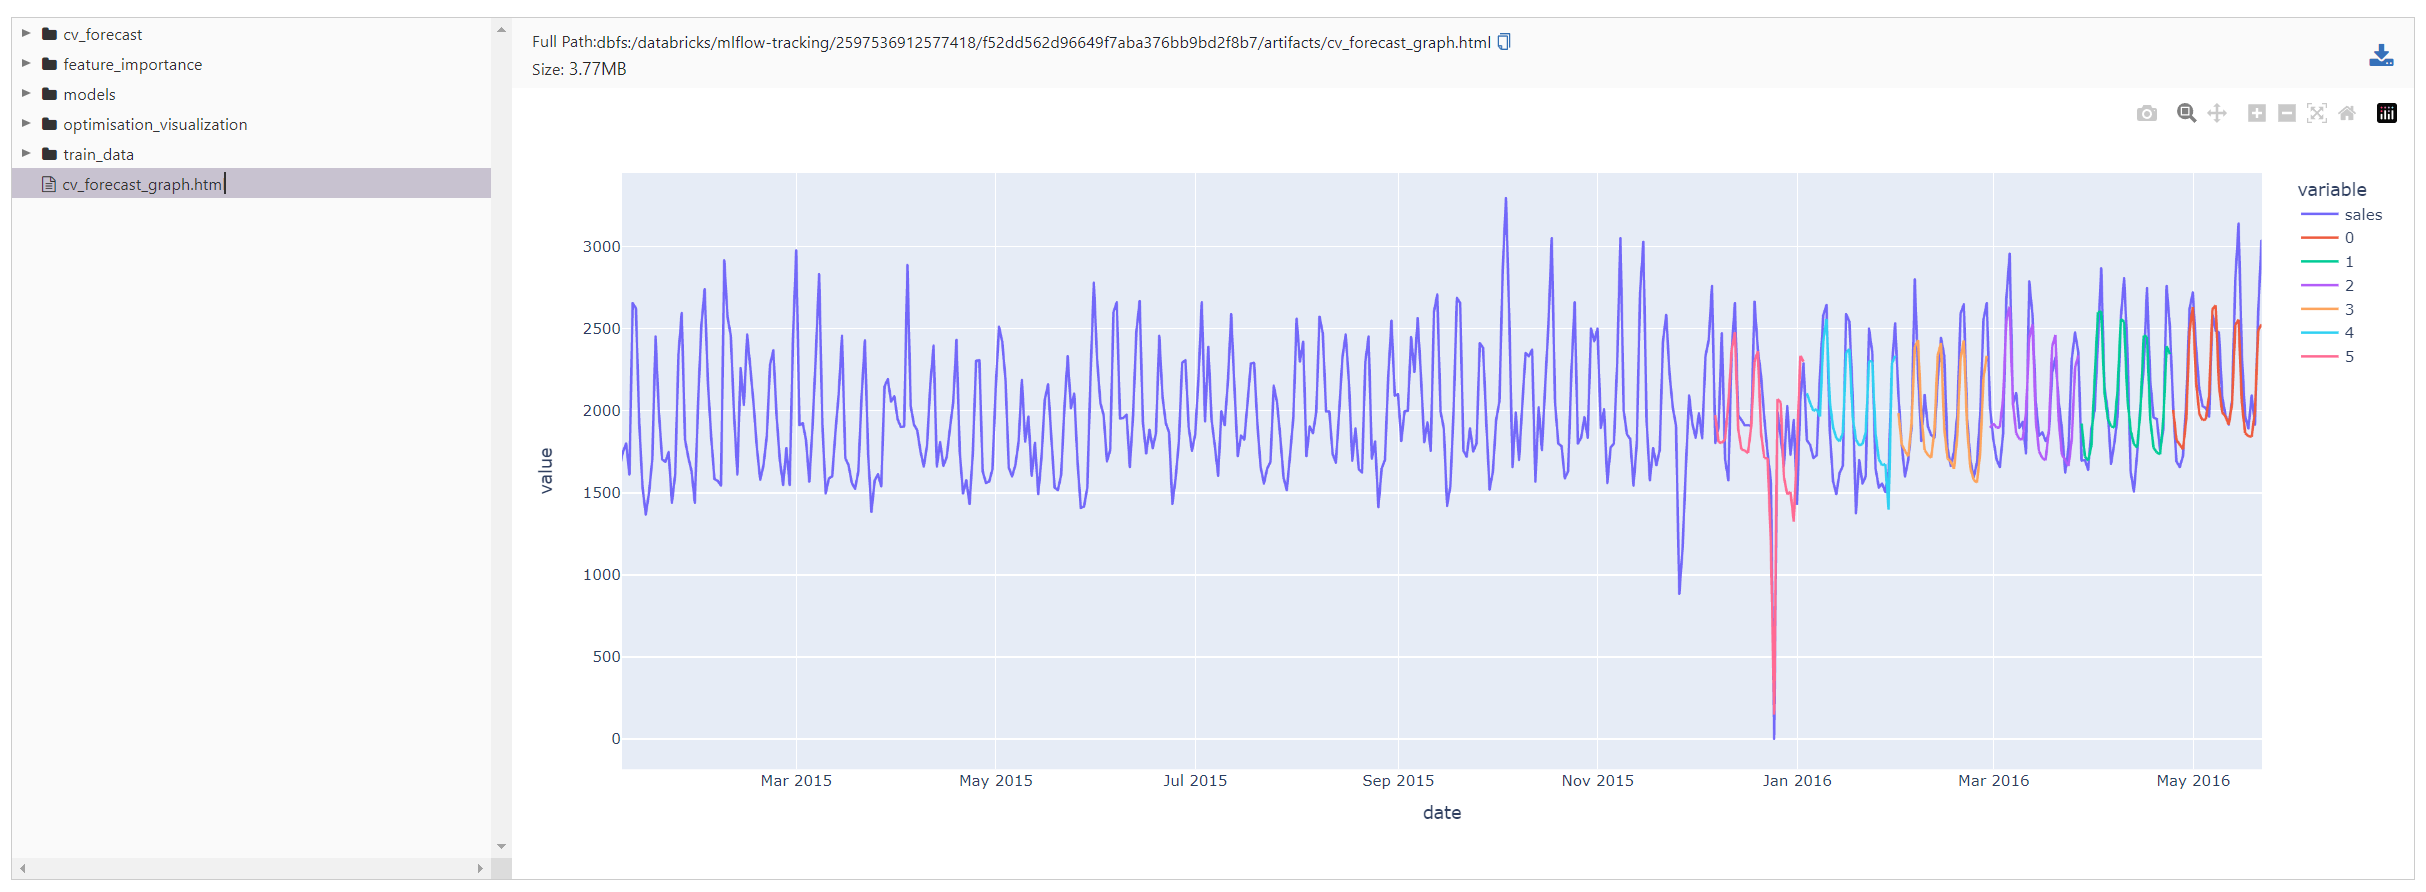 cv_forecast
feature_importance
models
optimisation_visualization
train_data
cv_forecast_graph.htm
Full Path:dbfs:/databricks/mlflow-tracking/2597536912577418/f52dd562d96649f7aba376bb9bd2f8b7/artifacts/cv_forecast_graph.html
Size: 3.77MB
variable
sales
0
1
2
3
4
5
value
3000
2500
2000
1500
1000
500
0
Mar 2015
May 2015
Jul 2015
Sep 2015
Nov 2015
Jan 2016
Mar 2016
May 2016
date